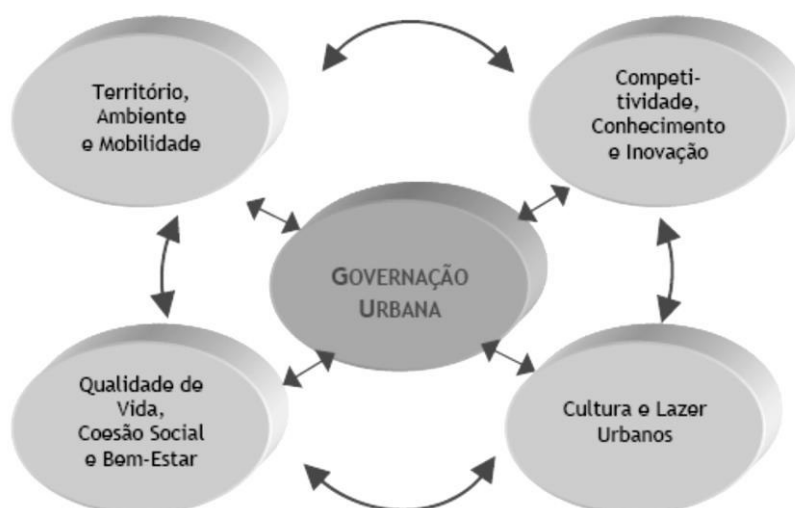 Território,
Ambiente
e Mobilidade
Competi-
tividade,
Conhecimento
e Inovação
GOVERNAÇÃO
URBANA
Qualidade de
Vida,
Coesão Social
e Bem-Estar
Cultura e Lazer
Urbanos